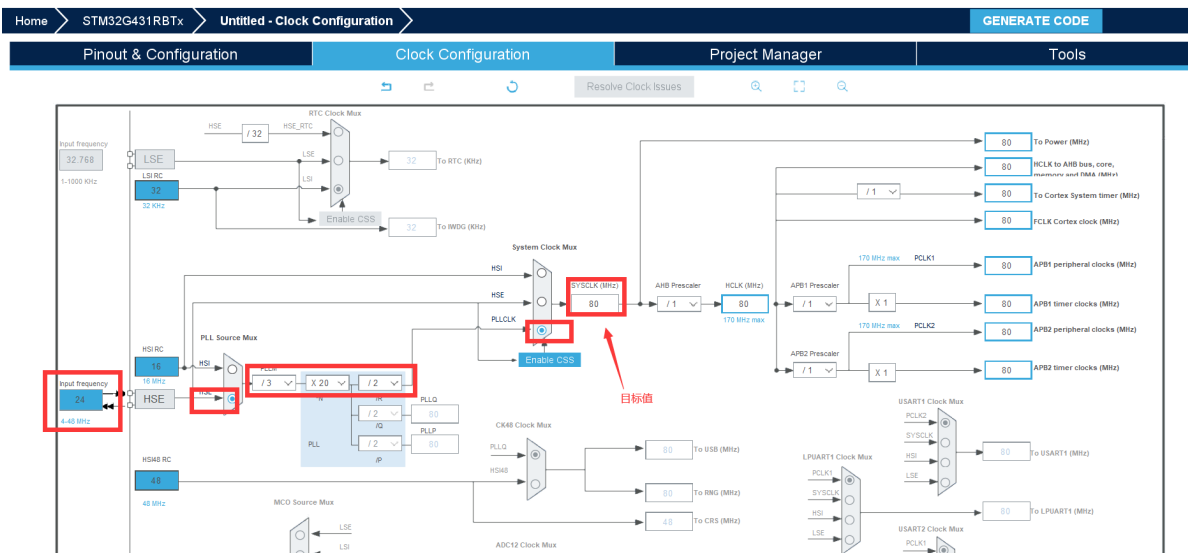 Home STM32G431RBTx Untitled - Clock Configuration GENERATE CODE
Pinout & Configuration Clock Configuration Project Manager Tools
Resolve Clock Issues
RTC Clock Mux
HSE / 32 HSE_RTC
Input frequency
32.768
1-1000 KHz
LSE
LSE
32 To RTC (KHz)
LSI RC
32
32 KHz
LSI
Enable CSS
32 To IWDG (KHz)
80 To Power (MHz)
80 HCLK to AHB bus, core,
memory and DMA (MHz)
/ 1 80 To Cortex System timer (MHz)
80 FCLK Cortex clock (MHz)
System Clock Mux
HSI
HSE
PLLCLK
Enable CSS
SYSCLK (MHz)
80
AHB Prescaler
/ 1
HCLK (MHz)
80
170 MHz max
APB1 Prescaler
/ 1
170 MHz max PCLK1
80 APB1 peripheral clocks (MHz)
X 1 80 APB1 timer clocks (MHz)
170 MHz max PCLK2
80 APB2 peripheral clocks (MHz)
APB2 Prescaler
/ 1
X 1 80 APB2 timer clocks (MHz)
目标值
PLL Source Mux
HSI RC
16
16 MHz
HSI
Input frequency
24
4-48 MHz
HSE
HSE
PLLM
/ 3 X 20 / 2
*N /R
/ 2 PLLQ
80
/Q
PLL / 2 PLLP
80
/P
HSI48 RC
48
48 MHz
CK48 Clock Mux
PLLQ
HSI48
80 To USB (MHz)
80 To RNG (MHz)
48 To CRS (MHz)
USART1 Clock Mux
PCLK2
SYSCLK
HSI
LSE
80 To USART1 (MHz)
LPUART1 Clock Mux
PCLK1
SYSCLK
HSI
LSE
80 To LPUART1 (MHz)
USART2 Clock Mux
PCLK1
MCO Source Mux
LSE
LSI
ADC12 Clock Mux